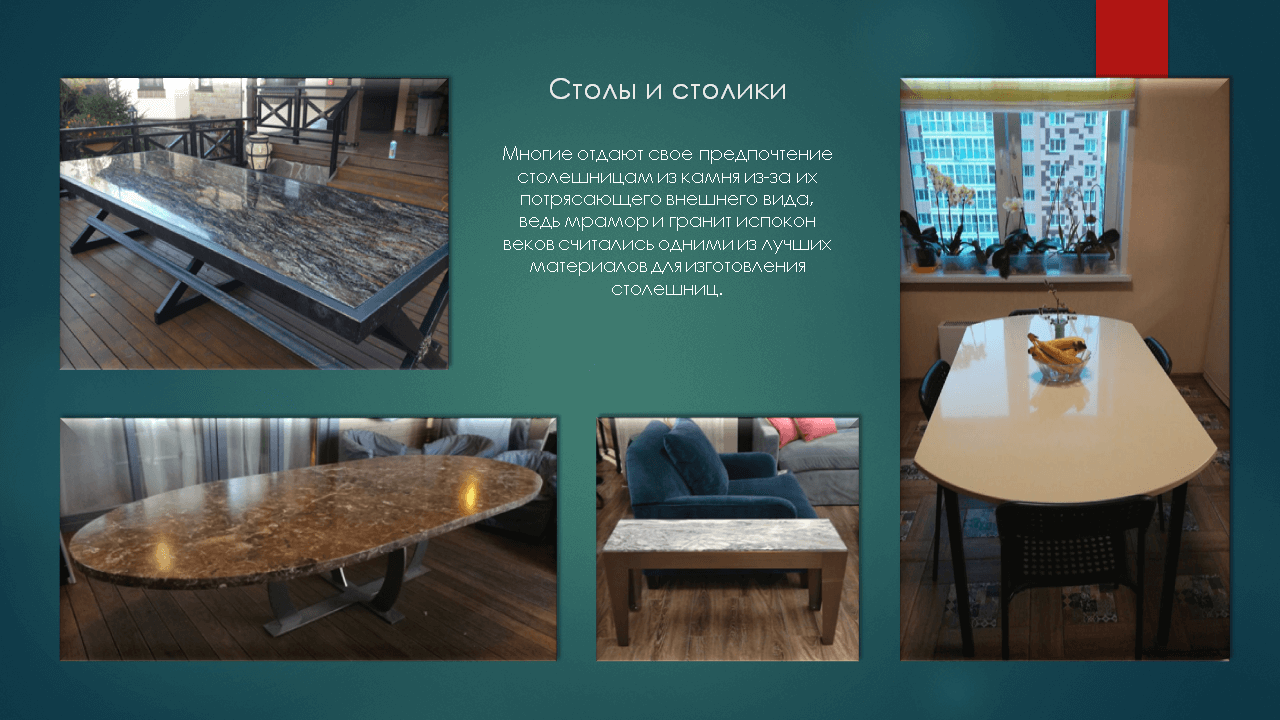 Столы и столики
Многие отдают свое предпочтение
столешницам из камня из-за их
потрясающего внешнего вида,
ведь мрамор и гранит испокон
веков считались одними из лучших
материалов для изготовления
столешниц.